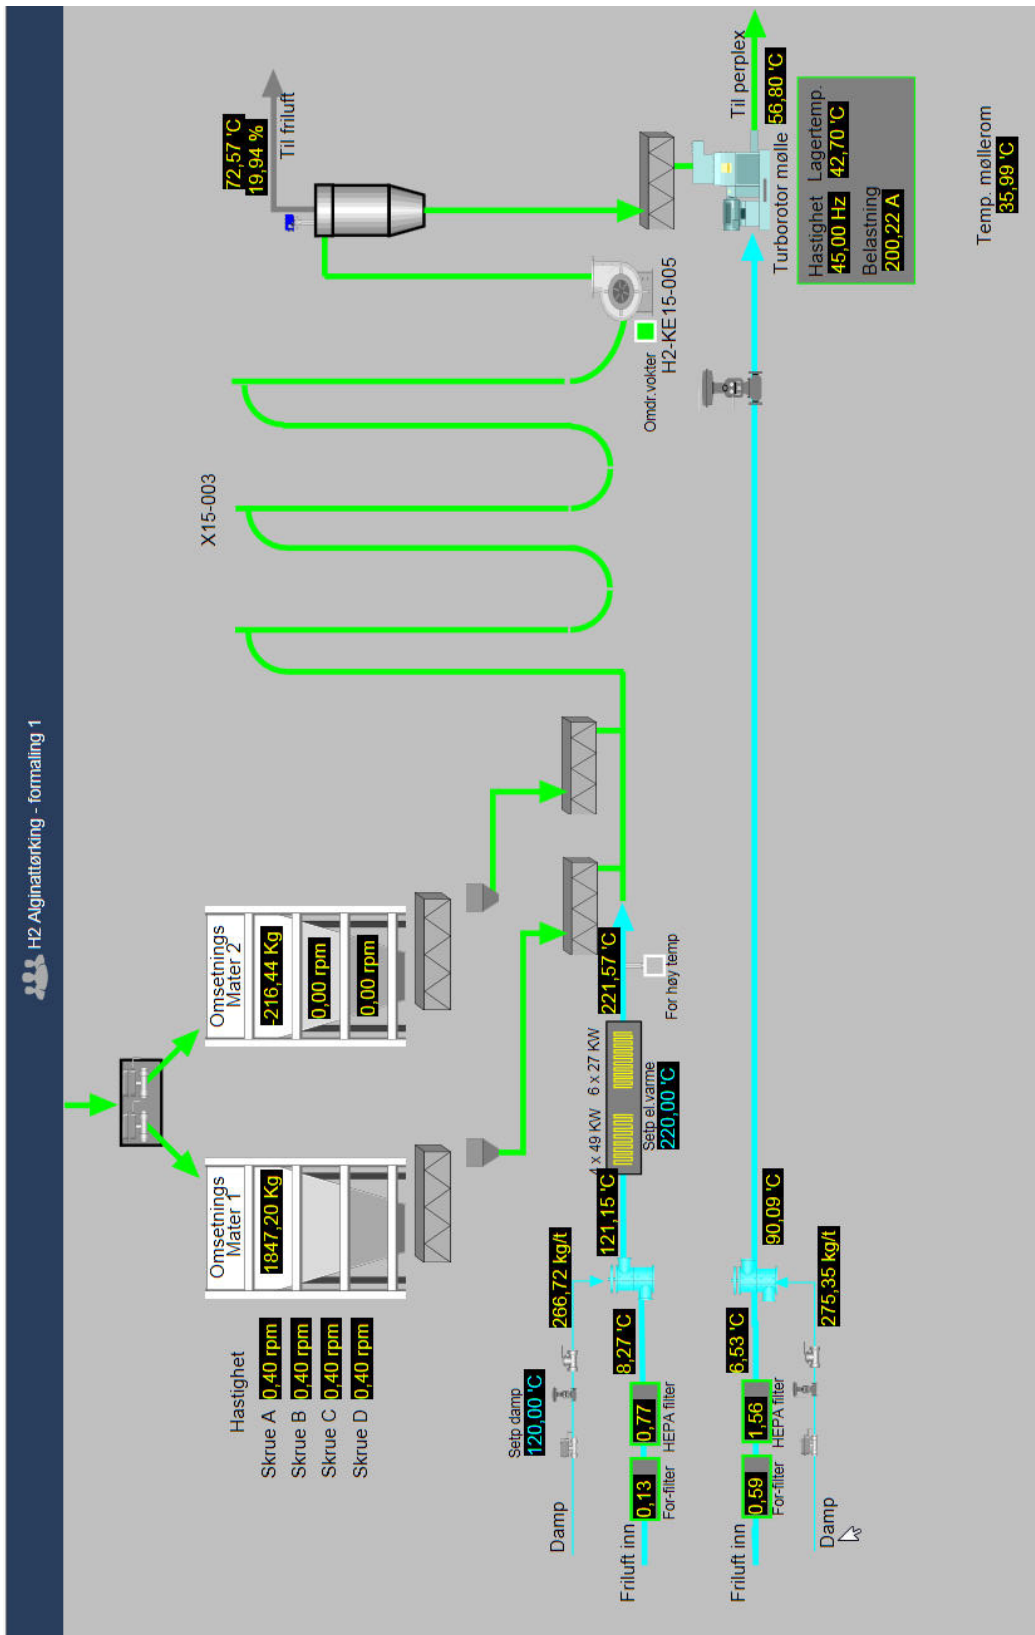 H2 Alginattørking - formaling 1
Omsetnings
Mater 1
1847,20 Kg
Omsetnings
Mater 2
-216,44 Kg
0,00 rpm
0,00 rpm
Hastighet
Skrue A 0,40 rpm
Skrue B 0,40 rpm
Skrue C 0,40 rpm
Skrue D 0,40 rpm
X15-003
72,57 'C
19,94 %
Til friluft
Setp damp
120,00 'C
Damp
266,72 kg/t
Friluft inn
0,13
For-filter
0,77
HEPA filter
8,27 'C
121,15 'C
4 x 49 KW 6 x 27 KW
Setp el.varme
220,00 'C
221,57 'C
For høy temp
Omdr.vokter
H2-KE15-005
Friluft inn
0,59
For-filter
1,56
HEPA filter
6,53 'C
90,09 'C
Damp
275,35 kg/t
Turborotor mølle
Til perplex
56,80 'C
Hastighet Lagertemp.
45,00 Hz 42,70 'C
Belastning
200,22 A
Temp. møllerom
35,99 'C